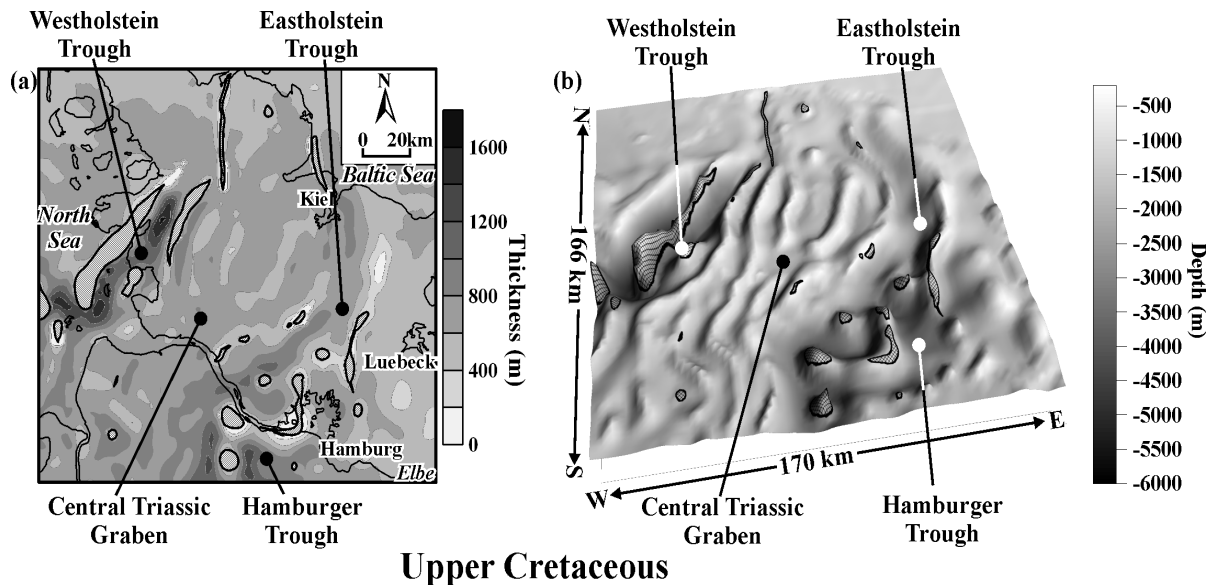 Westholstein
Trough
Eastholstein
Trough
(a)
N
0 20km
Baltic Sea
Kiel
North
Sea
Luebeck
Hamburg
Elbe
1600
1200
800
400
0
Thickness (m)
Central Triassic
Graben
Hamburger
Trough
Westholstein
Trough
Eastholstein
Trough
(b)
N
166 km
S
W
170 km
E
-500
-1000
-1500
-2000
-2500
-3000
-3500
-4000
-4500
-5000
-5500
-6000
Depth (m)
Central Triassic
Graben
Hamburger
Trough
Upper Cretaceous